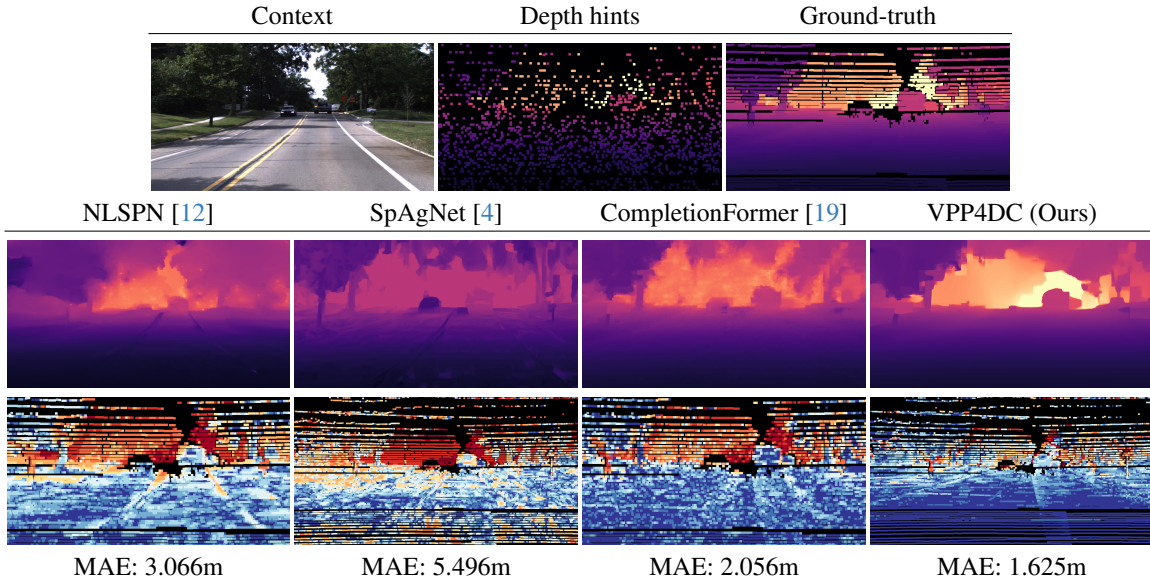 Context Depth hints Ground-truth
NLSPN [12] SpAgNet [4] CompletionFormer [19] VPP4DC (Ours)
MAE: 3.066m MAE: 5.496m MAE: 2.056m MAE: 1.625m